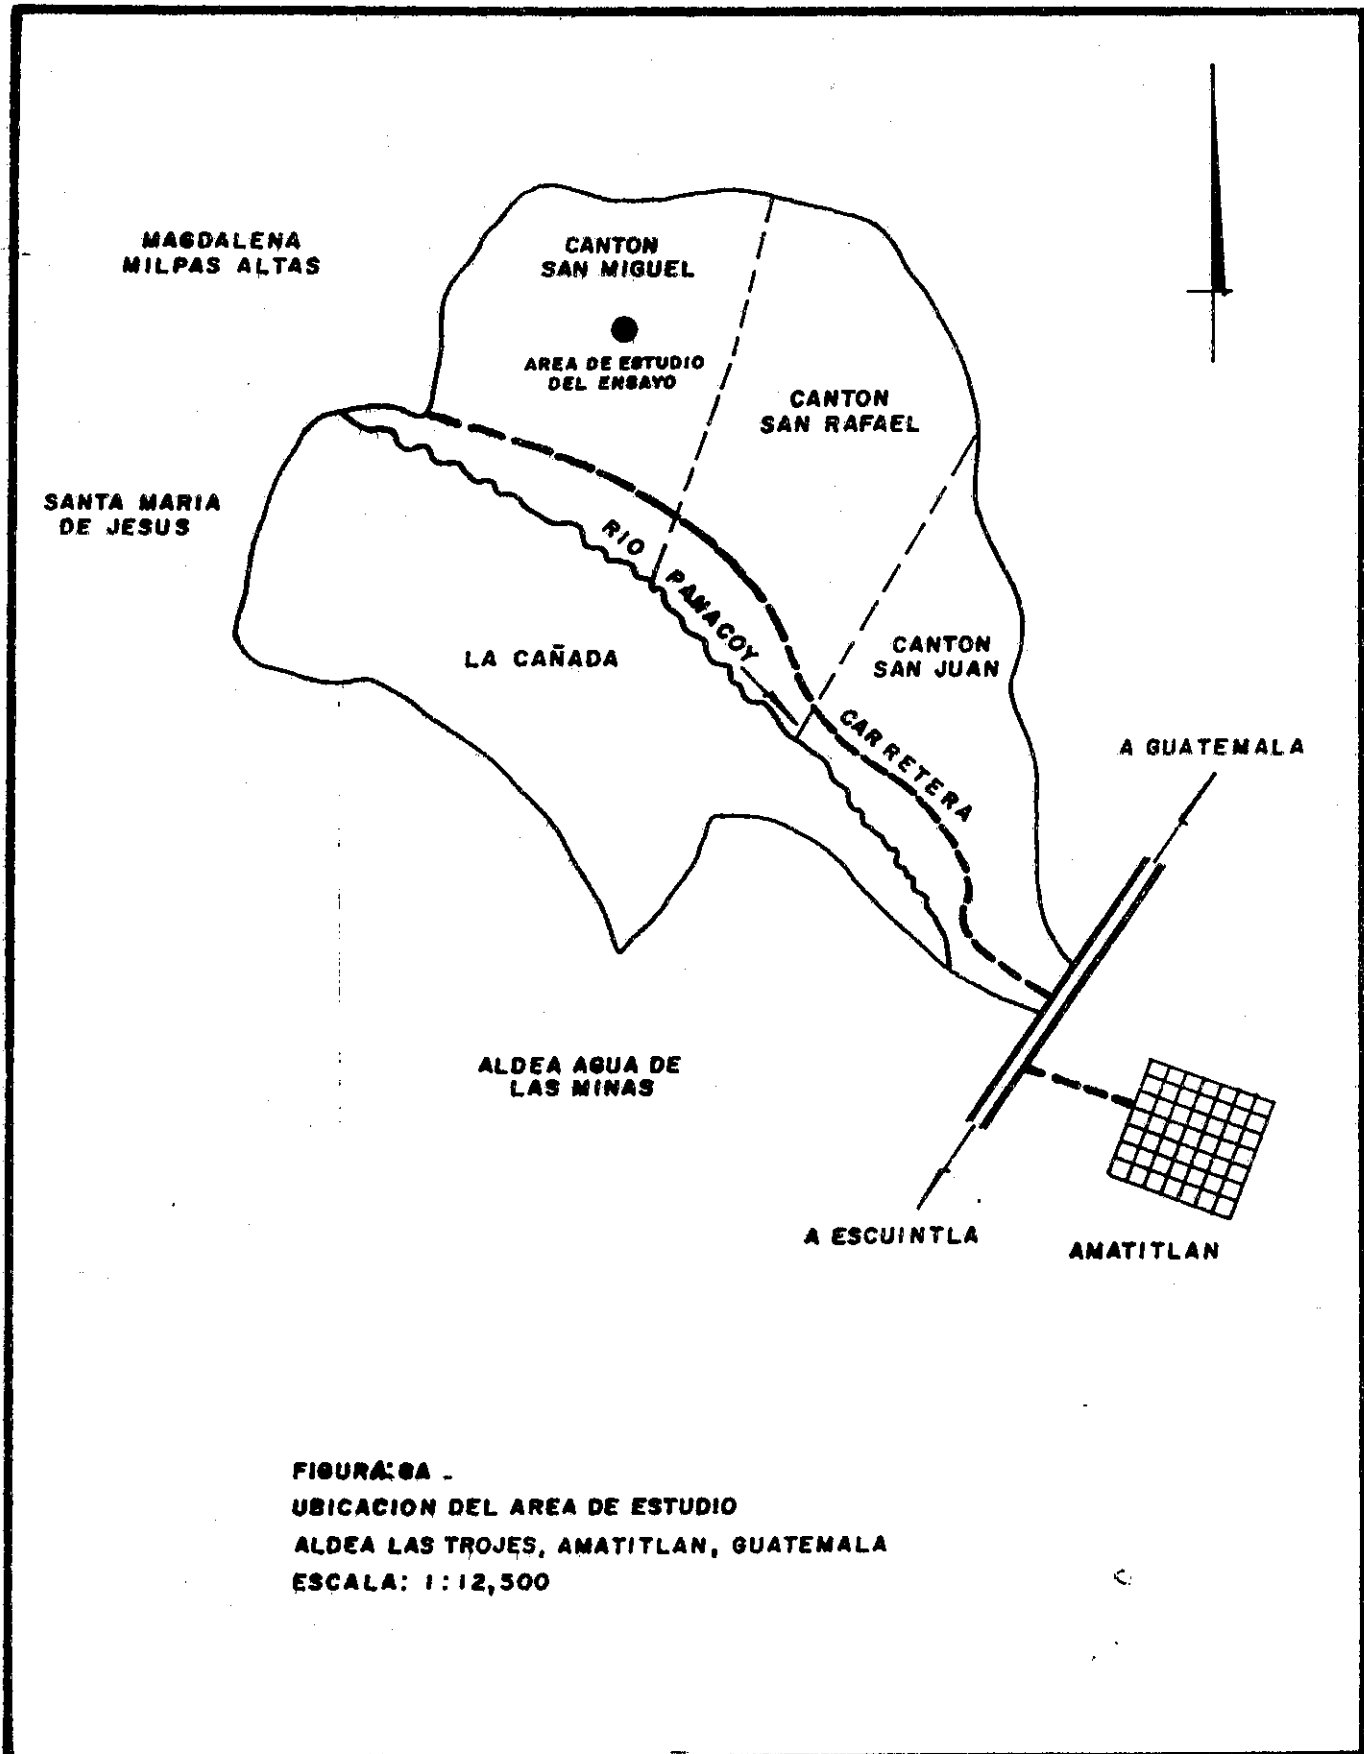 MAGDALENA
MILPAS ALTAS
CANTON
SAN MIGUEL
AREA DE ESTUDIO
DEL ENSAYO
CANTON
SAN RAFAEL
SANTA MARIA
DE JESUS
RIO PANACOY
LA CAÑADA
CANTON
SAN JUAN
CARRETERA
A GUATEMALA
ALDEA AGUA DE
LAS MINAS
A ESCUINTLA
AMATITLAN
FIGURA: 8A -
UBICACION DEL AREA DE ESTUDIO
ALDEA LAS TROJES, AMATITLAN, GUATEMALA
ESCALA: 1:12,500